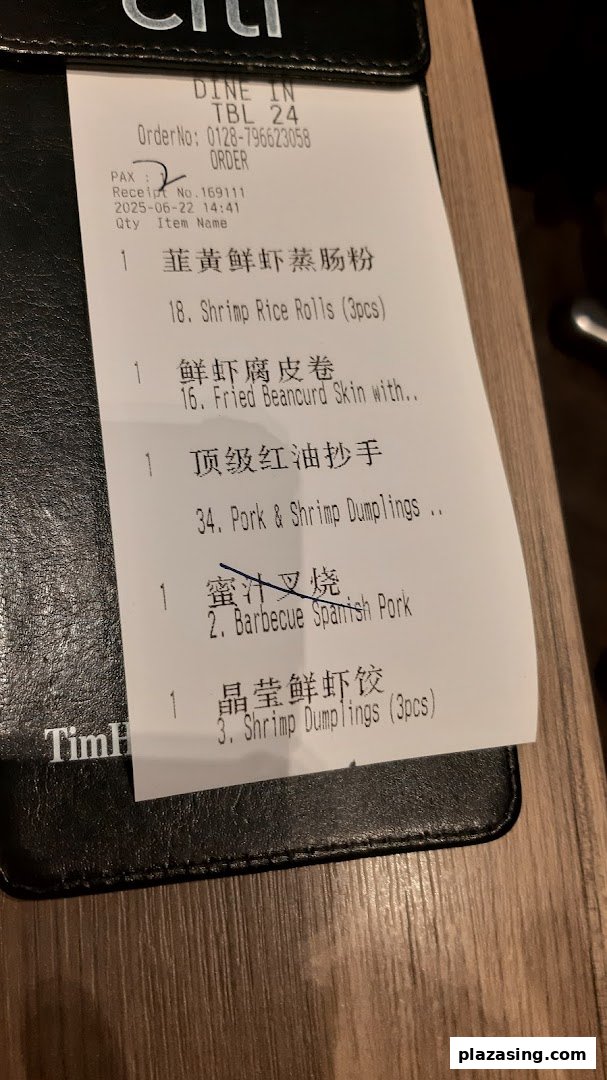 citi
DINE IN
TBL 24
OrderNo: 0128-796623058
ORDER
PAX : 2
Receipt No.169111
2025-06-22 14:41
Qty Item Name
1 韮黄鲜虾蒸肠粉
18. Shrimp Rice Rolls (3pcs)
1 鲜虾腐皮卷
16. Fried Beancurd Skin with..
1 顶级红油抄手
34. Pork & Shrimp Dumplings ..
1 蜜汁叉烧
2. Barbecue Spanish Pork
1 晶莹鲜虾饺
3. Shrimp Dumplings (3pcs)
TimH
plazasing.com